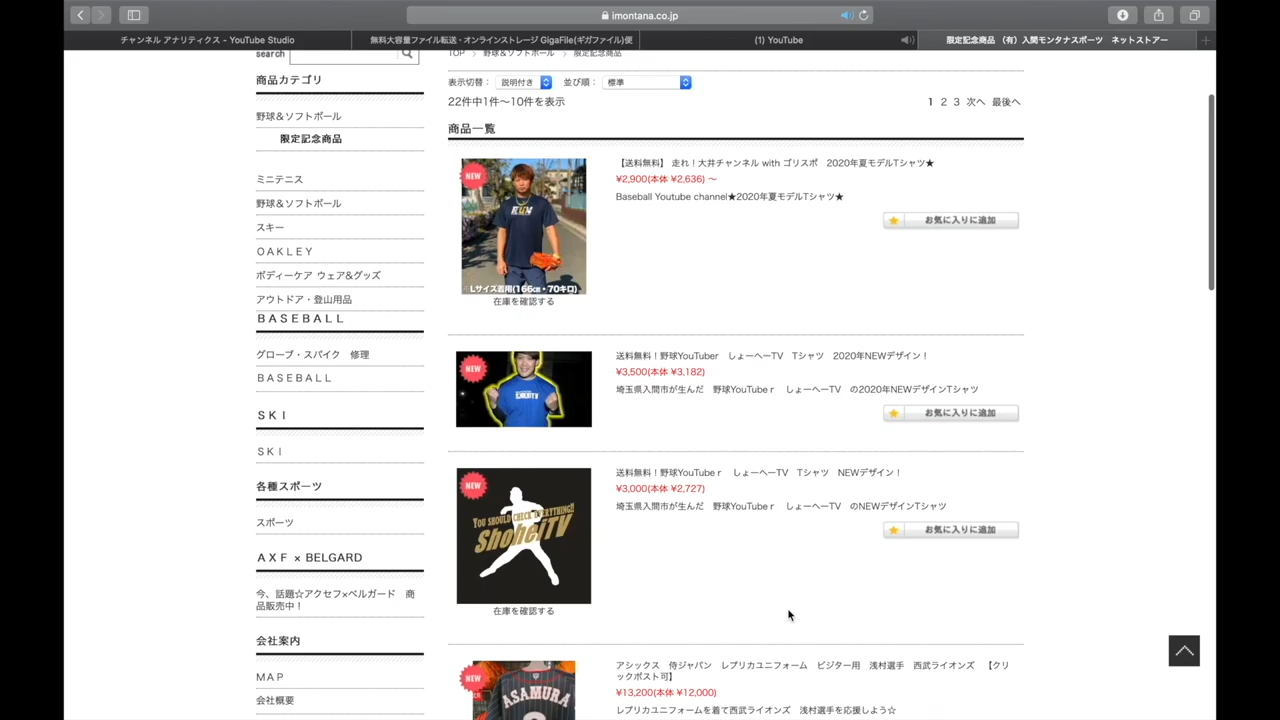 imontana.co.jp
チャンネル アナリティクス - YouTube Studio
無料大容量ファイル転送・オンラインストレージ GigaFile(ギガファイル)便
(1) YouTube
限定記念商品 （有）入間モンタナスポーツ ネットストアー
search
TOP > 野球&ソフトボール > 限定記念商品
商品カテゴリ
野球&ソフトボール
限定記念商品
ミニテニス
野球&ソフトボール
スキー
ＯＡＫＬＥＹ
ボディーケア ウェア&グッズ
アウトドア・登山用品
ＢＡＳＥＢＡＬＬ
グローブ・スパイク 修理
ＢＡＳＥＢＡＬＬ
ＳＫＩ
ＳＫＩ
各種スポーツ
スポーツ
ＡＸＦ × BELGARD
今、話題☆アクセフ×ベルガード 商
品販売中！
会社案内
ＭＡＰ
会社概要
表示切替： 説明付き 並び順： 標準
22件中1件〜10件を表示
1 2 3 次へ 最後へ
商品一覧
NEW
RUN
Lサイズ着用(166㎝・70キロ)
在庫を確認する
【送料無料】 走れ！大井チャンネル with ゴリスポ 2020年夏モデルTシャツ★
¥2,900(本体 ¥2,636) 〜
Baseball Youtube channel★2020年夏モデルTシャツ★
お気に入りに追加
NEW
SHOHEITV
送料無料！野球YouTuber しょーへーTV Tシャツ 2020年NEWデザイン！
¥3,500(本体 ¥3,182)
埼玉県入間市が生んだ 野球YouTubeｒ しょーへーTV の2020年NEWデザインTシャツ
お気に入りに追加
NEW
YOU SHOULD CHECK EVERYTHING!!
ShoheiTV
在庫を確認する
送料無料！野球YouTubeｒ しょーへーTV Tシャツ NEWデザイン！
¥3,000(本体 ¥2,727)
埼玉県入間市が生んだ 野球YouTubeｒ しょーへーTV のNEWデザインTシャツ
お気に入りに追加
NEW
ASAMURA
アシックス 侍ジャパン レプリカユニフォーム ビジター用 浅村選手 西武ライオンズ 【クリ
ックポスト可】
¥13,200(本体 ¥12,000)
レプリカユニフォームを着て西武ライオンズ 浅村選手を応援しよう☆